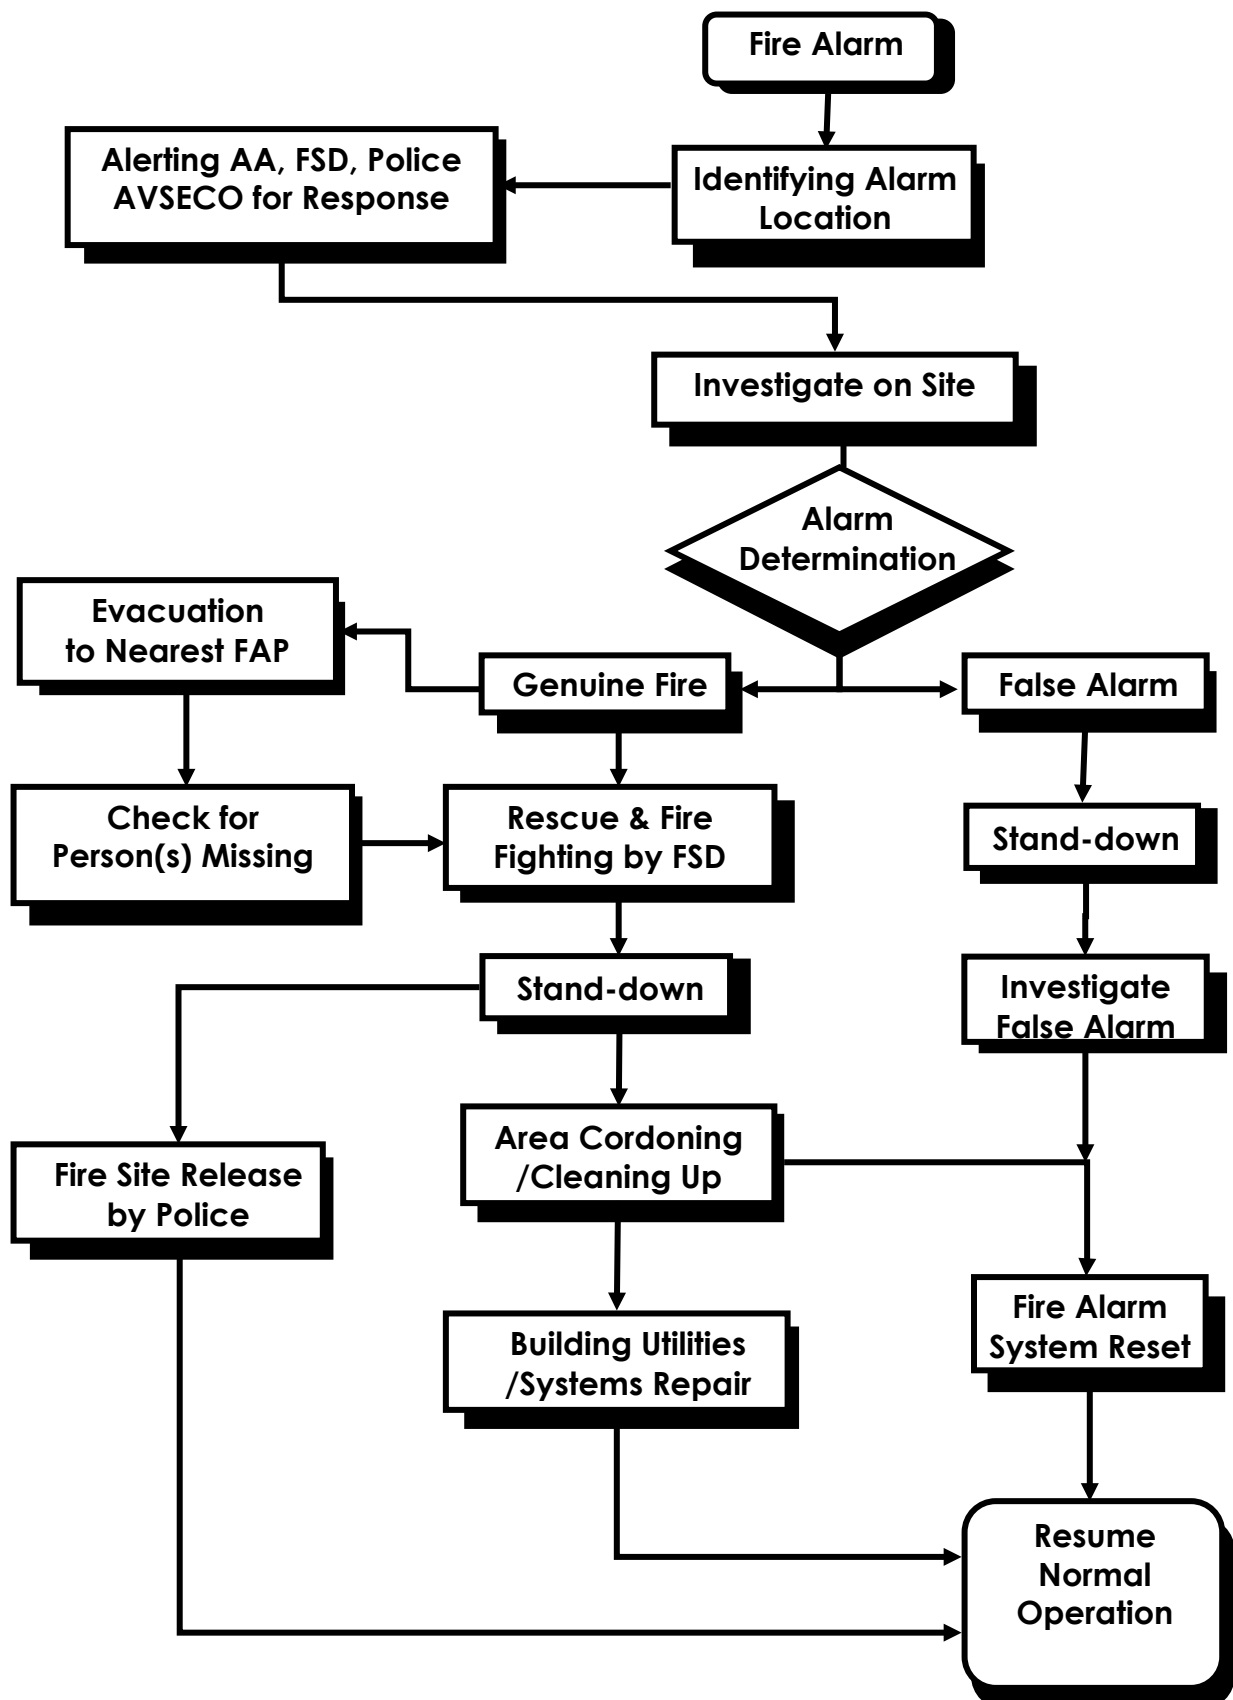 Fire Alarm
Alerting AA, FSD, Police
AVSECO for Response
Identifying Alarm
Location
Investigate on Site
Alarm
Determination
Evacuation
to Nearest FAP
Genuine Fire
False Alarm
Check for
Person(s) Missing
Rescue & Fire
Fighting by FSD
Stand-down
Stand-down
Investigate
False Alarm
Area Cordoning
/Cleaning Up
Fire Site Release
by Police
Fire Alarm
System Reset
Building Utilities
/Systems Repair
Resume
Normal
Operation